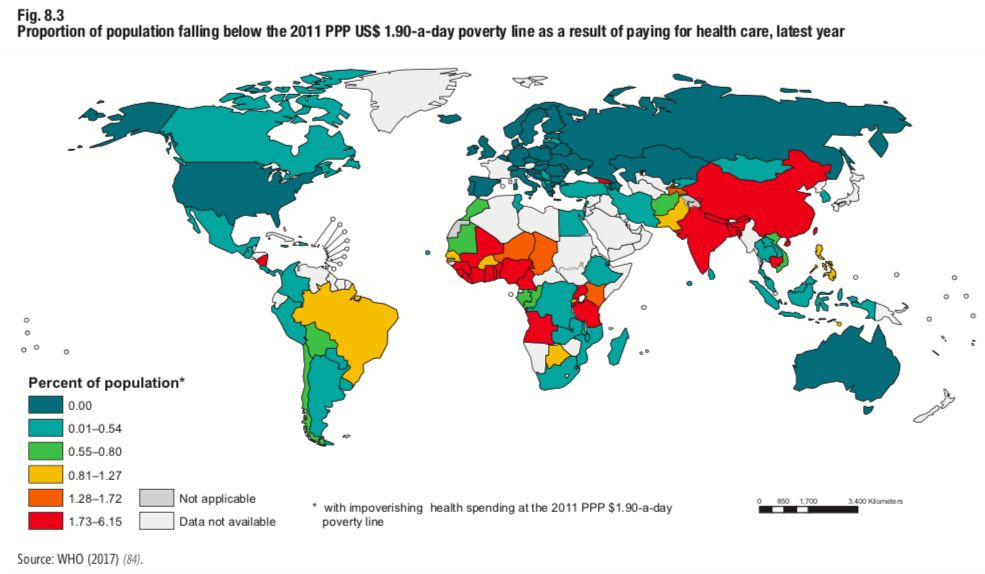 Fig. 8.3
Proportion of population falling below the 2011 PPP US$ 1.90-a-day poverty line as a result of paying for health care, latest year
Percent of population*
0.00
0.01–0.54
0.55–0.80
0.81–1.27
1.28–1.72
1.73–6.15
Not applicable
Data not available
* with impoverishing health spending at the 2011 PPP $1.90-a-day
poverty line
0 850 1,700 3,400 Kilometers
Source: WHO (2017) (84).